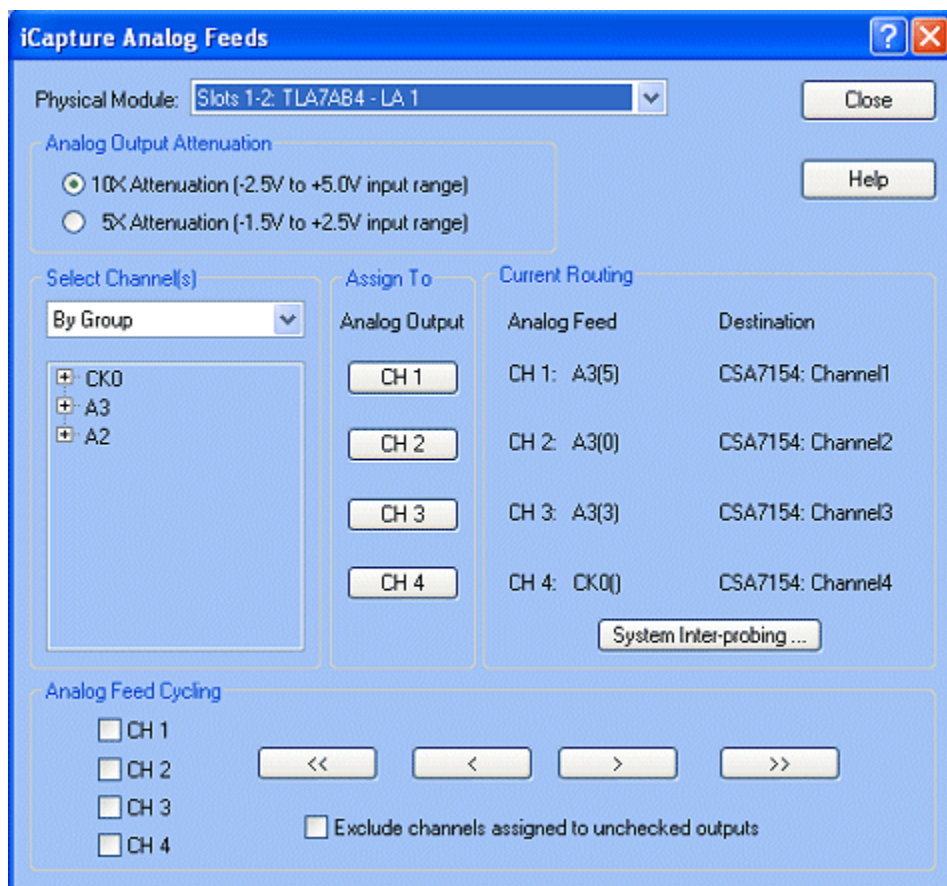 iCapture Analog Feeds
Physical Module: Slots 1-2: TLA7AB4 - LA 1
Close
Analog Output Attenuation
10X Attenuation (-2.5V to +5.0V input range)
5X Attenuation (-1.5V to +2.5V input range)
Help
Select Channel(s)
By Group
CK0
A3
A2
Assign To
Analog Output
CH 1
CH 2
CH 3
CH 4
Current Routing
Analog Feed Destination
CH 1: A3(5) CSA7154: Channel1
CH 2: A3(0) CSA7154: Channel2
CH 3: A3(3) CSA7154: Channel3
CH 4: CK0() CSA7154: Channel4
System Inter-probing ...
Analog Feed Cycling
CH 1
CH 2
CH 3
CH 4
<< < > >>
Exclude channels assigned to unchecked outputs